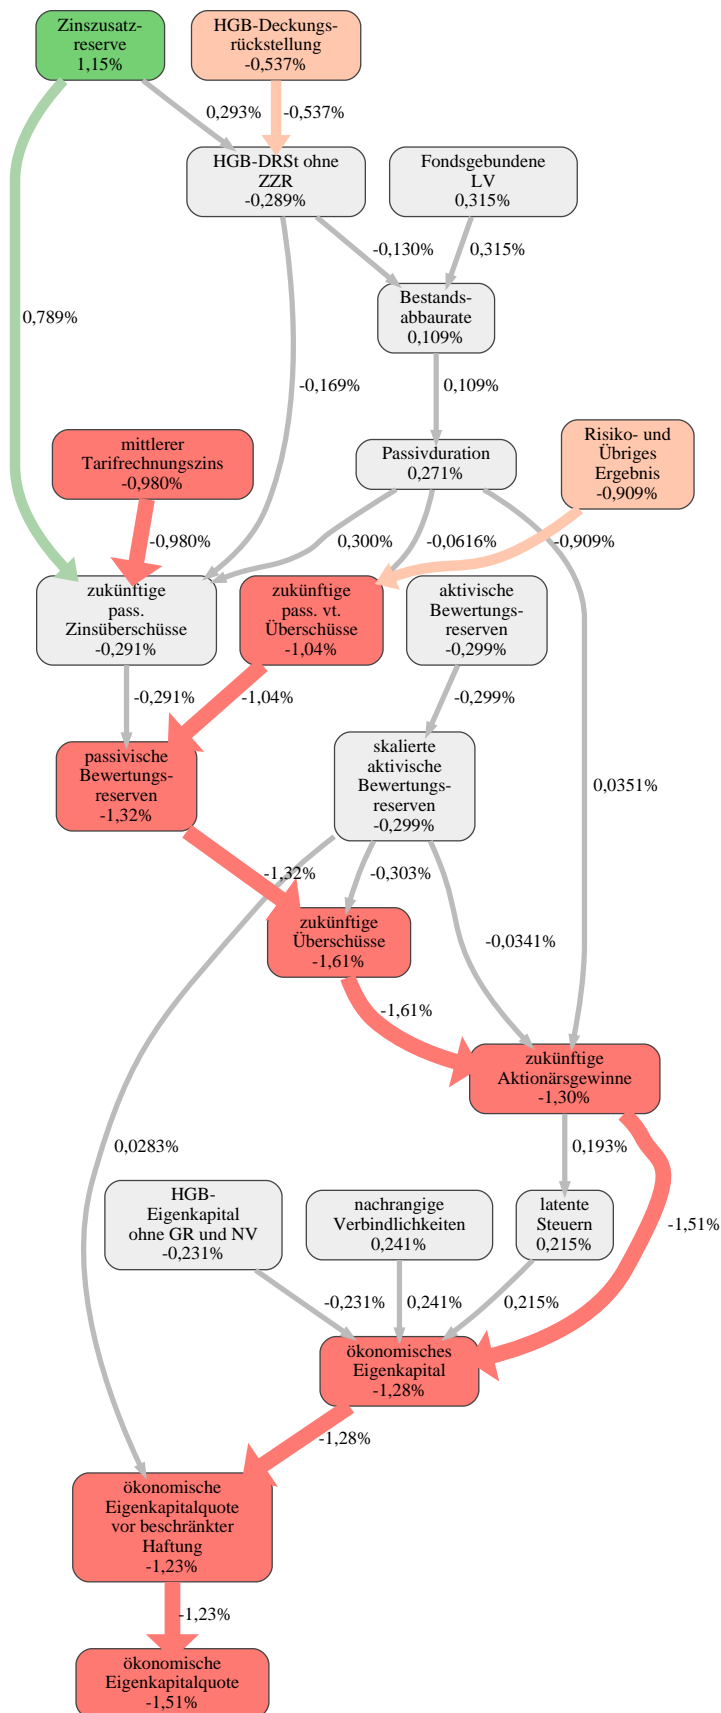 Zinszusatz-
reserve
1,15%
HGB-Deckungs-
rückstellung
-0,537%
0,293%
-0,537%
HGB-DRSt ohne
ZZR
-0,289%
Fondsgebundene
LV
0,315%
-0,130%
0,315%
Bestands-
abbaurate
0,109%
0,789%
-0,169%
0,109%
mittlerer
Tarifrechnungszins
-0,980%
Passivduration
0,271%
Risiko- und
Übriges
Ergebnis
-0,909%
-0,980%
0,300%
-0,0616%
-0,909%
zukünftige
pass.
Zinsüberschüsse
-0,291%
zukünftige
pass. vt.
Überschüsse
-1,04%
aktivische
Bewertungs-
reserven
-0,299%
-0,291%
-1,04%
-0,299%
passivische
Bewertungs-
reserven
-1,32%
skalierte
aktivische
Bewertungs-
reserven
-0,299%
0,0351%
-1,32%
-0,303%
zukünftige
Überschüsse
-1,61%
-0,0341%
-1,61%
zukünftige
Aktionärsgewinne
-1,30%
0,0283%
0,193%
HGB-
Eigenkapital
ohne GR und NV
-0,231%
nachrangige
Verbindlichkeiten
0,241%
latente
Steuern
0,215%
-1,51%
-0,231%
0,241%
0,215%
ökonomisches
Eigenkapital
-1,28%
-1,28%
ökonomische
Eigenkapitalquote
vor beschränkter
Haftung
-1,23%
-1,23%
ökonomische
Eigenkapitalquote
-1,51%